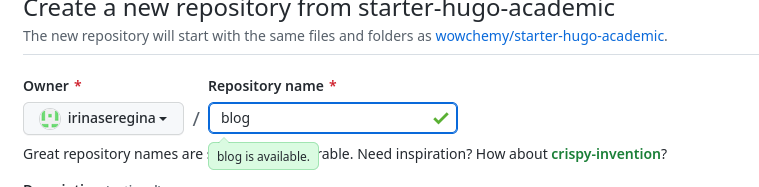 Create a new repository from starter-hugo-academic
The new repository will start with the same files and folders as wowchemy/starter-hugo-academic.
Owner * Repository name *
irinaseregina / blog
Great repository names are rable. Need inspiration? How about crispy-invention?
blog is available.